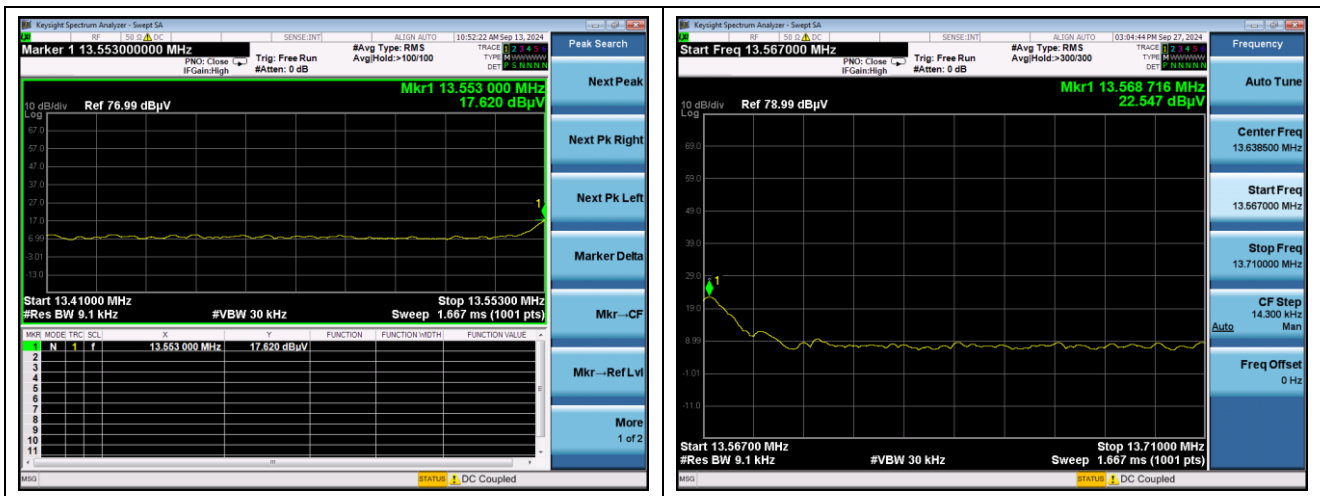 Keysight Spectrum Analyzer - Swept SA
RF 50 Ω DC SENSE:INT ALIGN AUTO 10:52:22 AM Sep 13, 2024
Marker 1 13.553000000 MHz
PNO: Close
IFGain:High
Trig: Free Run
#Atten: 0 dB
#Avg Type: RMS
Avg|Hold:>100/100
TRACE 1 2 3 4 5 6
TYPE M W W W W W
DET P S N N N N
Peak Search
Next Peak
Next Pk Right
Next Pk Left
Marker Delta
Mkr→CF
Mkr→Ref Lvl
More
1 of 2
Mkr1 13.553 000 MHz
17.620 dBµV
10 dB/div Ref 76.99 dBµV
Log
67.0
57.0
47.0
37.0
27.0
17.0
6.99
-3.01
-13.0
1
Start 13.41000 MHz Stop 13.55300 MHz
#Res BW 9.1 kHz #VBW 30 kHz Sweep 1.667 ms (1001 pts)
MKR MODE TRC SCL X Y FUNCTION FUNCTION WIDTH FUNCTION VALUE
1 N 1 f 13.553 000 MHz 17.620 dBµV
2
3
4
5
6
7
8
9
10
11
MSG STATUS DC Coupled
Keysight Spectrum Analyzer - Swept SA
RF 50 Ω DC SENSE:INT ALIGN AUTO 03:04:44 PM Sep 27, 2024
Start Freq 13.567000 MHz
PNO: Close
IFGain:High
Trig: Free Run
#Atten: 0 dB
#Avg Type: RMS
Avg|Hold:>300/300
TRACE 1 2 3 4 5 6
TYPE M W W W W W
DET P N N N N N
Frequency
Auto Tune
Center Freq
13.638500 MHz
Start Freq
13.567000 MHz
Stop Freq
13.710000 MHz
CF Step
14.300 kHz
Auto Man
Freq Offset
0 Hz
Mkr1 13.568 716 MHz
22.547 dBµV
10 dB/div Ref 78.99 dBµV
Log
69.0
59.0
49.0
39.0
29.0
19.0
8.99
-1.01
-11.0
1
Start 13.56700 MHz Stop 13.71000 MHz
#Res BW 9.1 kHz #VBW 30 kHz Sweep 1.667 ms (1001 pts)
MSG STATUS DC Coupled